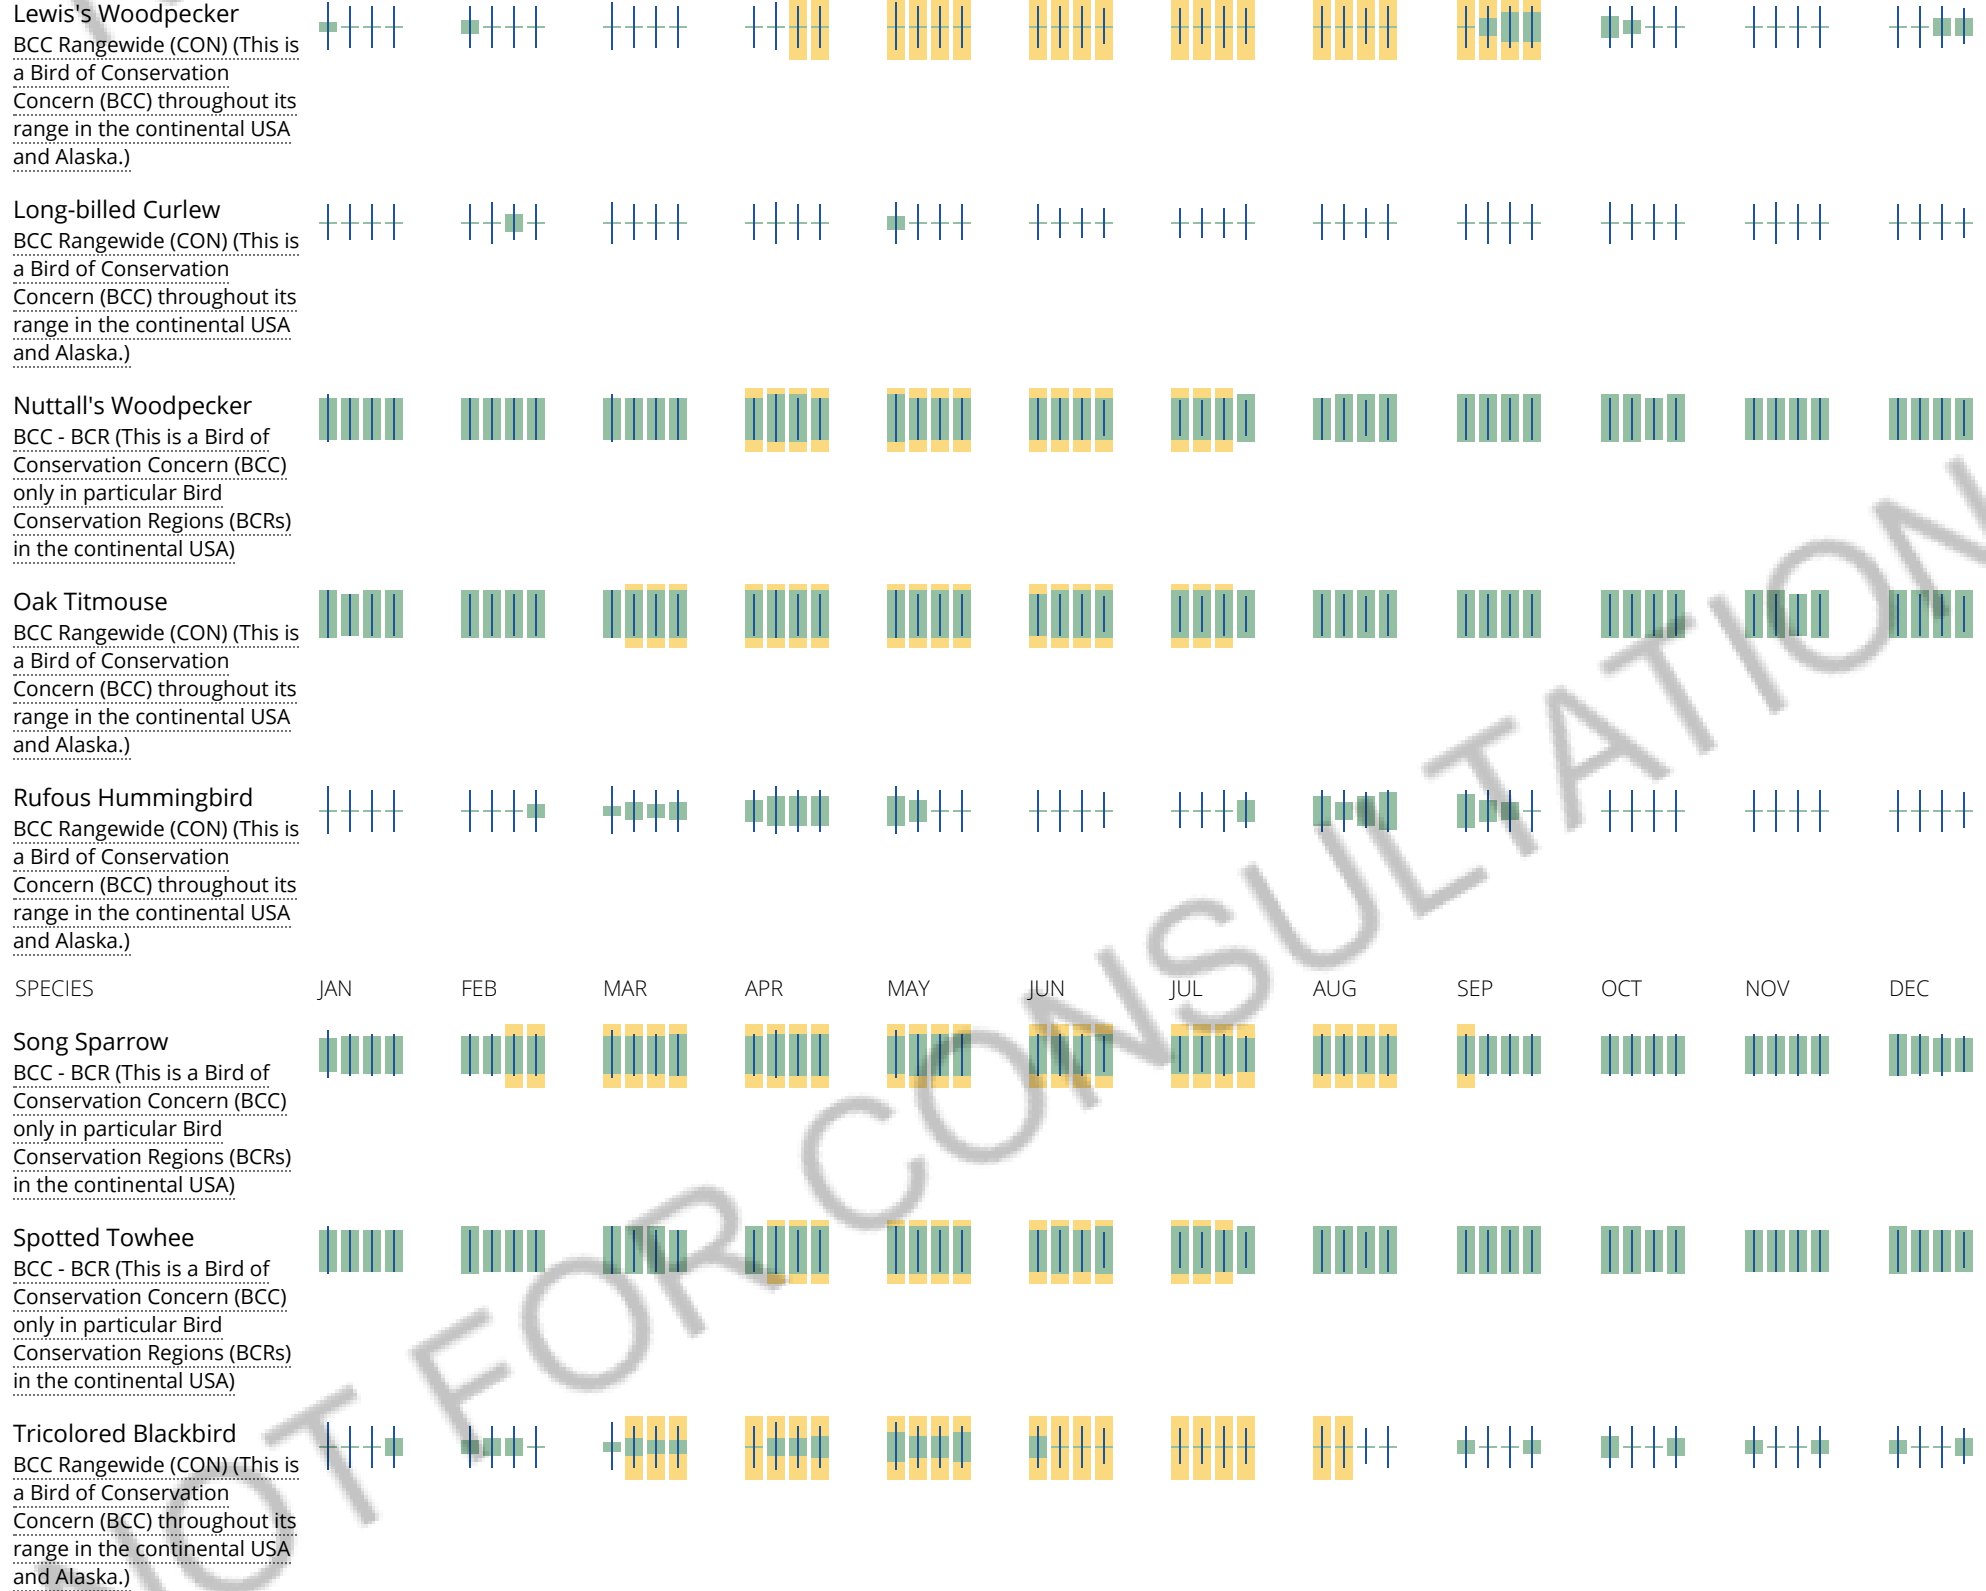 Lewis's Woodpecker
BCC Rangewide (CON) (This is
a Bird of Conservation
Concern (BCC) throughout its
range in the continental USA
and Alaska.)
Long-billed Curlew
BCC Rangewide (CON) (This is
a Bird of Conservation
Concern (BCC) throughout its
range in the continental USA
and Alaska.)
Nuttall's Woodpecker
BCC - BCR (This is a Bird of
Conservation Concern (BCC)
only in particular Bird
Conservation Regions (BCRs)
in the continental USA)
Oak Titmouse
BCC Rangewide (CON) (This is
a Bird of Conservation
Concern (BCC) throughout its
range in the continental USA
and Alaska.)
Rufous Hummingbird
BCC Rangewide (CON) (This is
a Bird of Conservation
Concern (BCC) throughout its
range in the continental USA
and Alaska.)
SPECIES JAN FEB MAR APR MAY JUN JUL AUG SEP OCT NOV DEC
Song Sparrow
BCC - BCR (This is a Bird of
Conservation Concern (BCC)
only in particular Bird
Conservation Regions (BCRs)
in the continental USA)
Spotted Towhee
BCC - BCR (This is a Bird of
Conservation Concern (BCC)
only in particular Bird
Conservation Regions (BCRs)
in the continental USA)
Tricolored Blackbird
BCC Rangewide (CON) (This is
a Bird of Conservation
Concern (BCC) throughout its
range in the continental USA
and Alaska.)
NOT FOR CONSULTATION